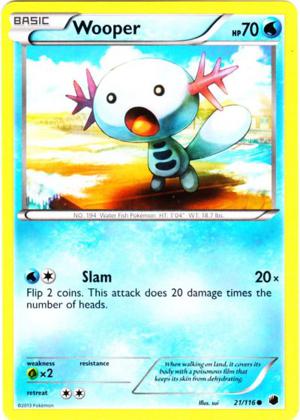 BASIC
Wooper
HP70
NO. 194 Water Fish Pokémon HT: 1'04" WT: 18.7 lbs.
Slam 20×
Flip 2 coins. This attack does 20 damage times the
number of heads.
weakness resistance
×2
retreat
When walking on land, it covers its
body with a poisonous film that
keeps its skin from dehydrating.
©2013 Pokémon Illus. sui 21/116